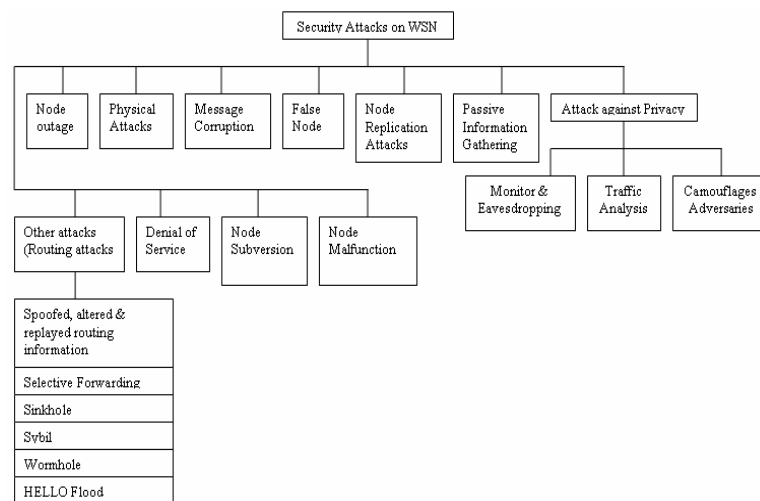 Security Attacks on WSN
Node
outage
Physical
Attacks
Message
Corruption
False
Node
Node
Replication
Attacks
Passive
Information
Gathering
Attack against Privacy
Monitor &
Eavesdropping
Traffic
Analysis
Camouflages
Adversaries
Other attacks
(Routing attacks
Denial of
Service
Node
Subversion
Node
Malfunction
Spoofed, altered &
replayed routing
information
Selective Forwarding
Sinkhole
Sybil
Wormhole
HELLO Flood